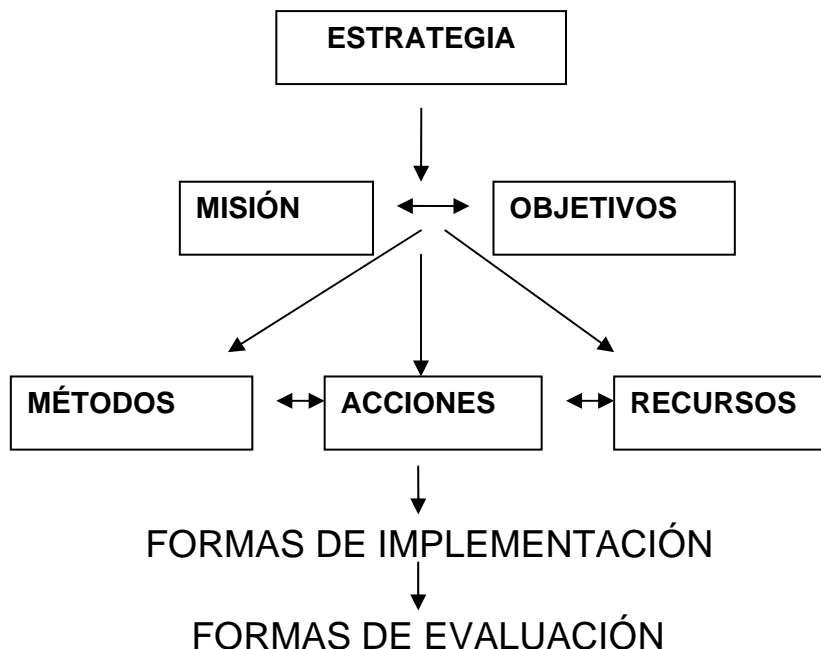 ESTRATEGIA
MISIÓN
OBJETIVOS
MÉTODOS
ACCIONES
RECURSOS
FORMAS DE IMPLEMENTACIÓN
FORMAS DE EVALUACIÓN